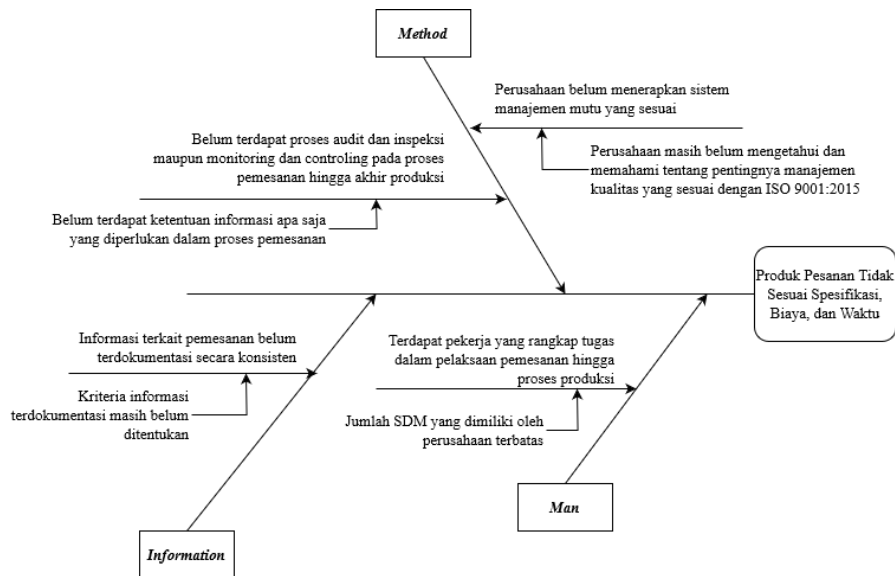 Method
Perusahaan belum menerapkan sistem
manajemen mutu yang sesuai
Belum terdapat proses audit dan inspeksi
maupun monitoring dan controling pada proses
pemesanan hingga akhir produksi
Perusahaan masih belum mengetahui dan
memahami tentang pentingnya manajemen
kualitas yang sesuai dengan ISO 9001:2015
Belum terdapat ketentuan informasi apa saja
yang diperlukan dalam proses pemesanan
Produk Pesanan Tidak
Sesuai Spesifikasi,
Biaya, dan Waktu
Informasi terkait pemesanan belum
terdokumentasi secara konsisten
Kriteria informasi
terdokumentasi masih belum
ditentukan
Terdapat pekerja yang rangkap tugas
dalam pelaksaan pemesanan hingga
proses produksi
Jumlah SDM yang dimiliki oleh
perusahaan terbatas
Man
Information